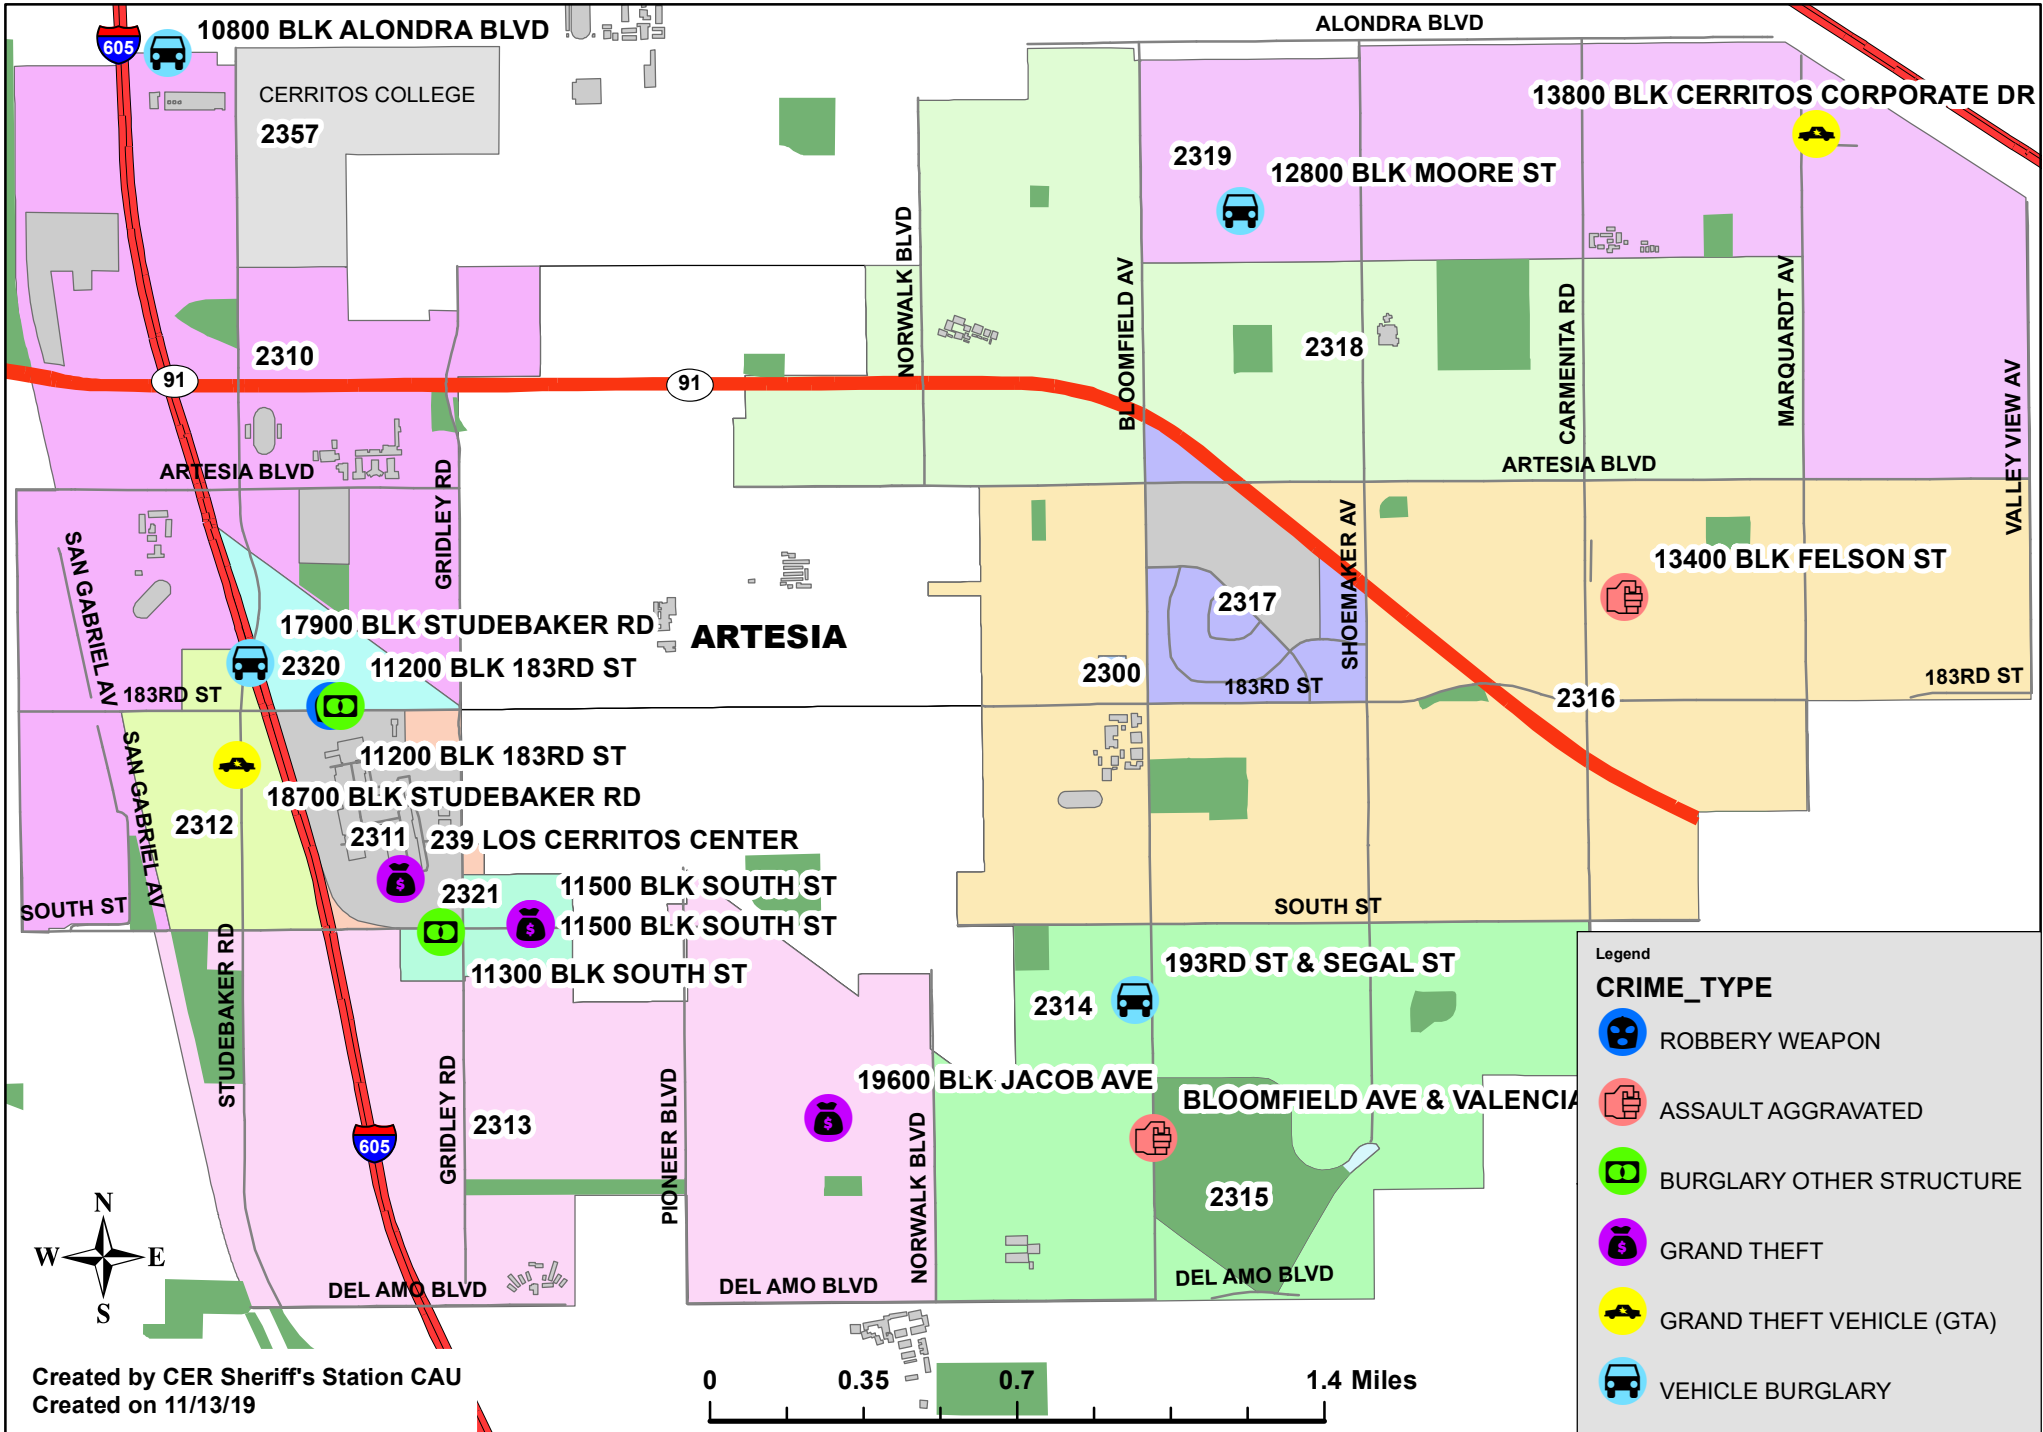 ALONDRA BLVD
605
10800 BLK ALONDRA BLVD
CERRITOS COLLEGE
2357
13800 BLK CERRITOS CORPORATE DR
2319
12800 BLK MOORE ST
NORWALK BLVD
BLOOMFIELD AV
CARMENITA RD
MARQUARDT AV
VALLEY VIEW AV
2310
2318
91
91
ARTESIA BLVD
ARTESIA BLVD
GRIDLEY RD
SHOEMAKER AV
SAN GABRIEL AV
13400 BLK FELSON ST
17900 BLK STUDEBAKER RD
ARTESIA
2317
2320
11200 BLK 183RD ST
2300
183RD ST
183RD ST
183RD ST
2316
SAN GABRIEL AV
11200 BLK 183RD ST
18700 BLK STUDEBAKER RD
2312
2311
239 LOS CERRITOS CENTER
2321
11500 BLK SOUTH ST
SOUTH ST
SOUTH ST
11500 BLK SOUTH ST
11300 BLK SOUTH ST
STUDEBAKER RD
193RD ST & SEGAL ST
2314
19600 BLK JACOB AVE
BLOOMFIELD AVE & VALENCIA
GRIDLEY RD
2313
PIONEER BLVD
NORWALK BLVD
605
2315
DEL AMO BLVD
DEL AMO BLVD
DEL AMO BLVD
N
W E
S
Created by CER Sheriff's Station CAU
Created on 11/13/19
0 0.35 0.7 1.4 Miles
Legend
CRIME_TYPE
ROBBERY WEAPON
ASSAULT AGGRAVATED
BURGLARY OTHER STRUCTURE
GRAND THEFT
GRAND THEFT VEHICLE (GTA)
VEHICLE BURGLARY